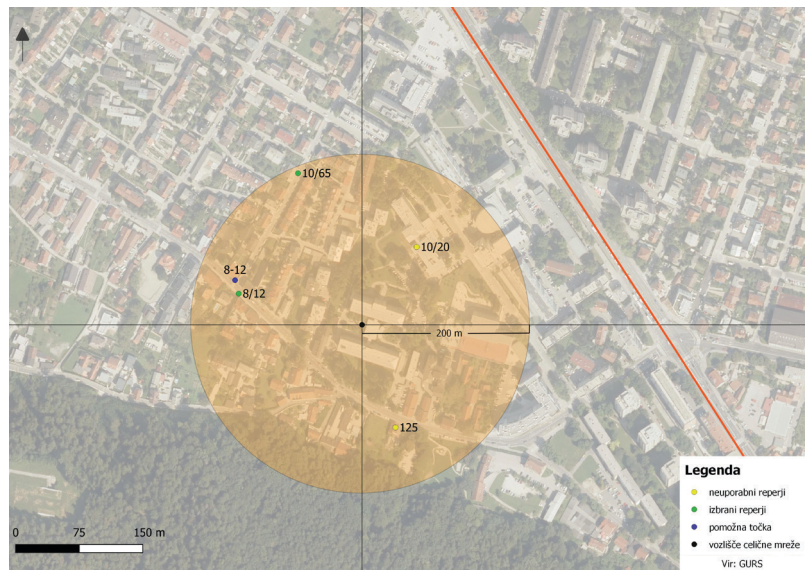 10/65
10/20
8-12
8/12
200 m
125
Legenda
neuporabni reperji
izbrani reperji
pomožna točka
vozlišče celične mreže
Vir: GURS
0 75 150 m